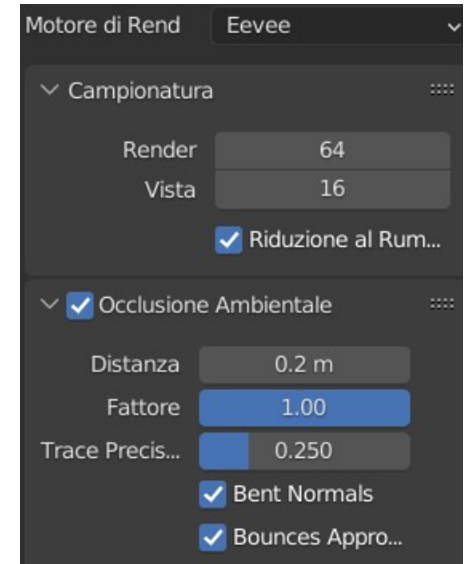 Motore di Rend Eevee
Campionatura
Render 64
Vista 16
Riduzione al Rum...
Occlusione Ambientale
Distanza 0.2 m
Fattore 1.00
Trace Precis... 0.250
Bent Normals
Bounces Appro...